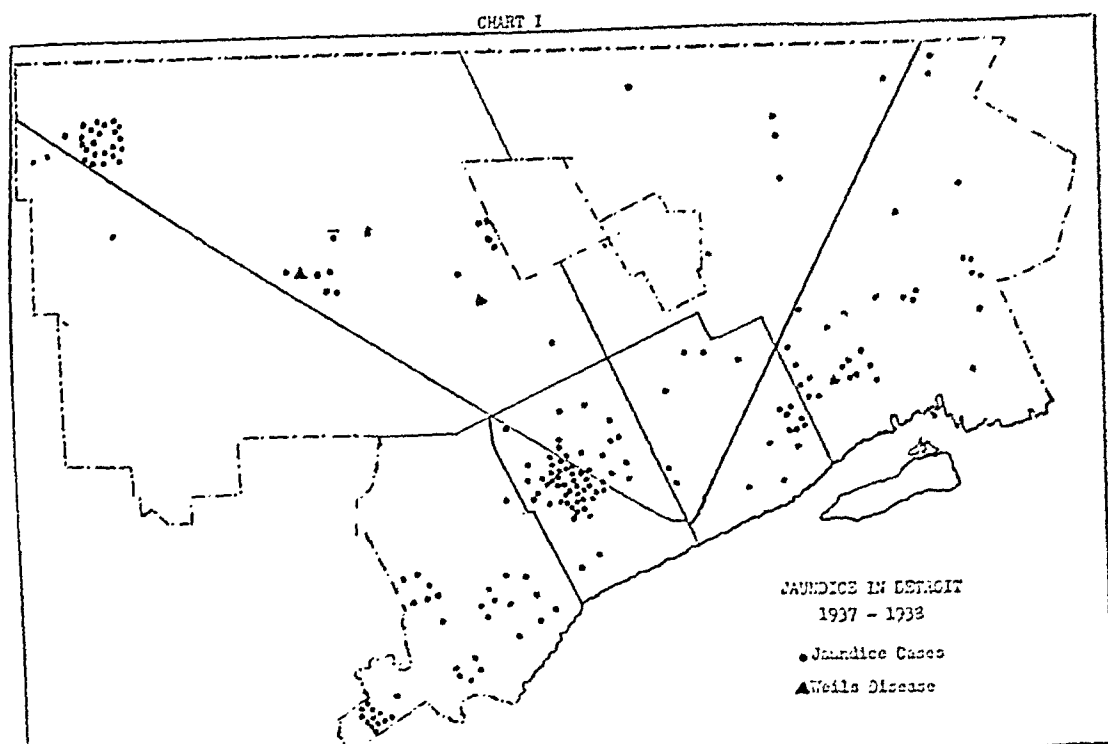 CHART I
JAUNDICE IN DETROIT
1937 - 1938
Jaundice Cases
Weils Disease